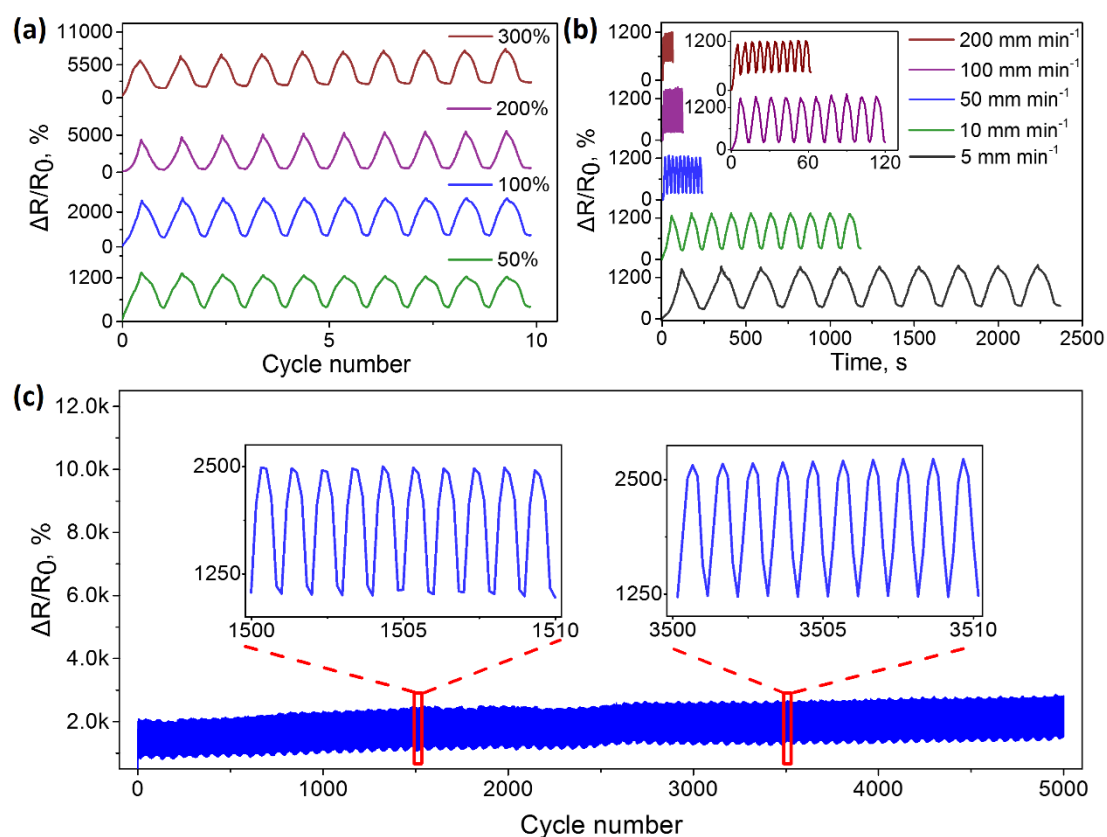 (a)
11000
5500
0
5000
0
2000
0
1200
0
300%
200%
100%
50%
ΔR/R0, %
0
5
10
Cycle number
(b)
1200
0
1200
0
1200
0
1200
0
1200
0
1200
0
1200
0
0
60
120
200 mm min-1
100 mm min-1
50 mm min-1
10 mm min-1
5 mm min-1
ΔR/R0, %
0
500
1000
1500
2000
2500
Time, s
(c)
12.0k
10.0k
8.0k
6.0k
4.0k
2.0k
ΔR/R0, %
2500
1250
1500
1505
1510
2500
1250
3500
3505
3510
0
1000
2000
3000
4000
5000
Cycle number